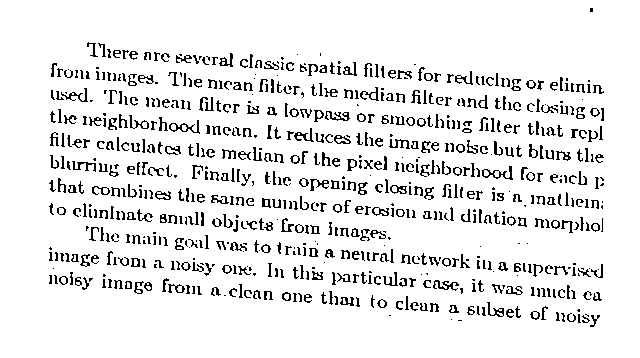 There are several classic spatial filters for reducing or elimin
from images. The mean filter, the median filter and the closing o
used. The mean filter is a lowpass or smoothing filter that repl
the neighborhood mean. It reduces the image noise but blurs the
filter calculates the median of the pixel neighborhood for each p
blurring effect. Finally, the opening closing filter is a mathem
that combines the same number of erosion and dilation morphol
to eliminate small objects from images.
The main goal was to train a neural network in a supervised
image from a noisy one. In this particular case, it was much ea
noisy image from a clean one than to clean a subset of noisy